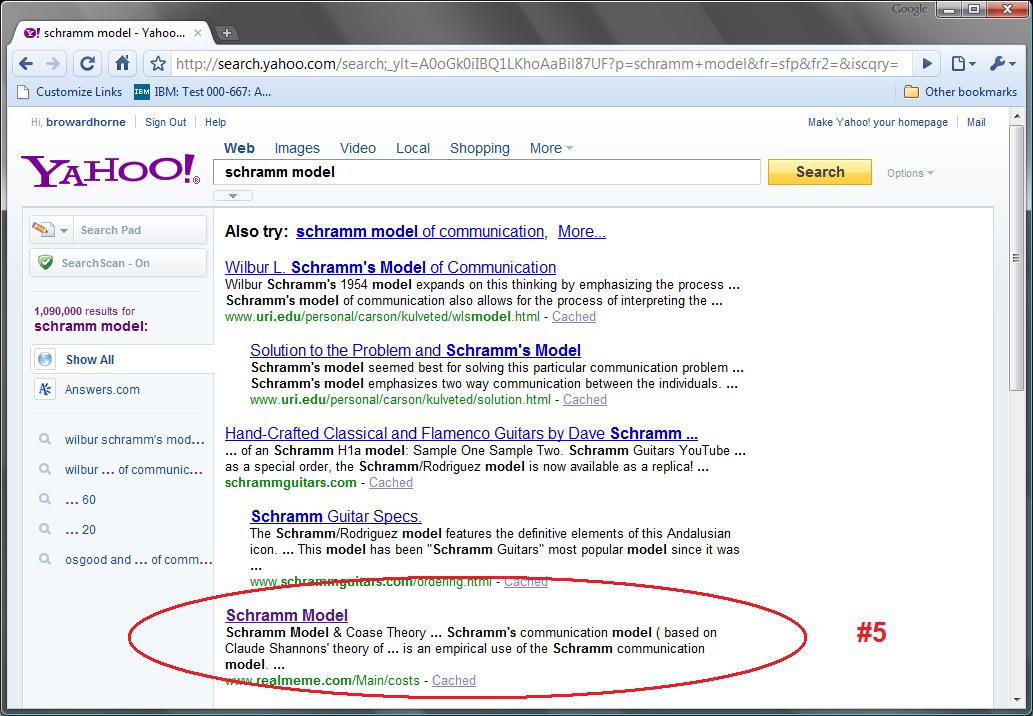 Google
Y! schramm model - Yahoo...
http://search.yahoo.com/search;_ylt=A0oGk0iIBQ1LKhoAaBil87UF?p=schramm+model&fr=sfp&fr2=&iscqry=
Customize Links IBM IBM: Test 000-667: A... Other bookmarks
Hi, browardhorne Sign Out Help Make Yahoo! your homepage Mail
YAHOO!®
Web Images Video Local Shopping More
schramm model Search Options
Search Pad
SearchScan - On
1,090,000 results for
schramm model:
Show All
Answers.com
wilbur schramm's mod...
wilbur ... of communic...
... 60
... 20
osgood and ... of comm...
Also try: schramm model of communication, More...
Wilbur L. Schramm's Model of Communication
Wilbur Schramm's 1954 model expands on this thinking by emphasizing the process ...
Schramm's model of communication also allows for the process of interpreting the ...
www.uri.edu/personal/carson/kulveted/wlsmodel.html - Cached
Solution to the Problem and Schramm's Model
Schramm's model seemed best for solving this particular communication problem ...
Schramm's model emphasizes two way communication between the individuals. ...
www.uri.edu/personal/carson/kulveted/solution.html - Cached
Hand-Crafted Classical and Flamenco Guitars by Dave Schramm ...
... of an Schramm H1a model: Sample One Sample Two. Schramm Guitars YouTube ...
as a special order, the Schramm/Rodriguez model is now available as a replica! ...
schrammguitars.com - Cached
Schramm Guitar Specs.
The Schramm/Rodriguez model features the definitive elements of this Andalusian
icon. ... This model has been "Schramm Guitars" most popular model since it was
...
www.schrammguitars.com/ordering.html - Cached
Schramm Model
Schramm Model & Coase Theory ... Schramm's communication model ( based on
Claude Shannons' theory of ... is an empirical use of the Schramm communication
model. ...
www.realmeme.com/Main/costs - Cached
#5